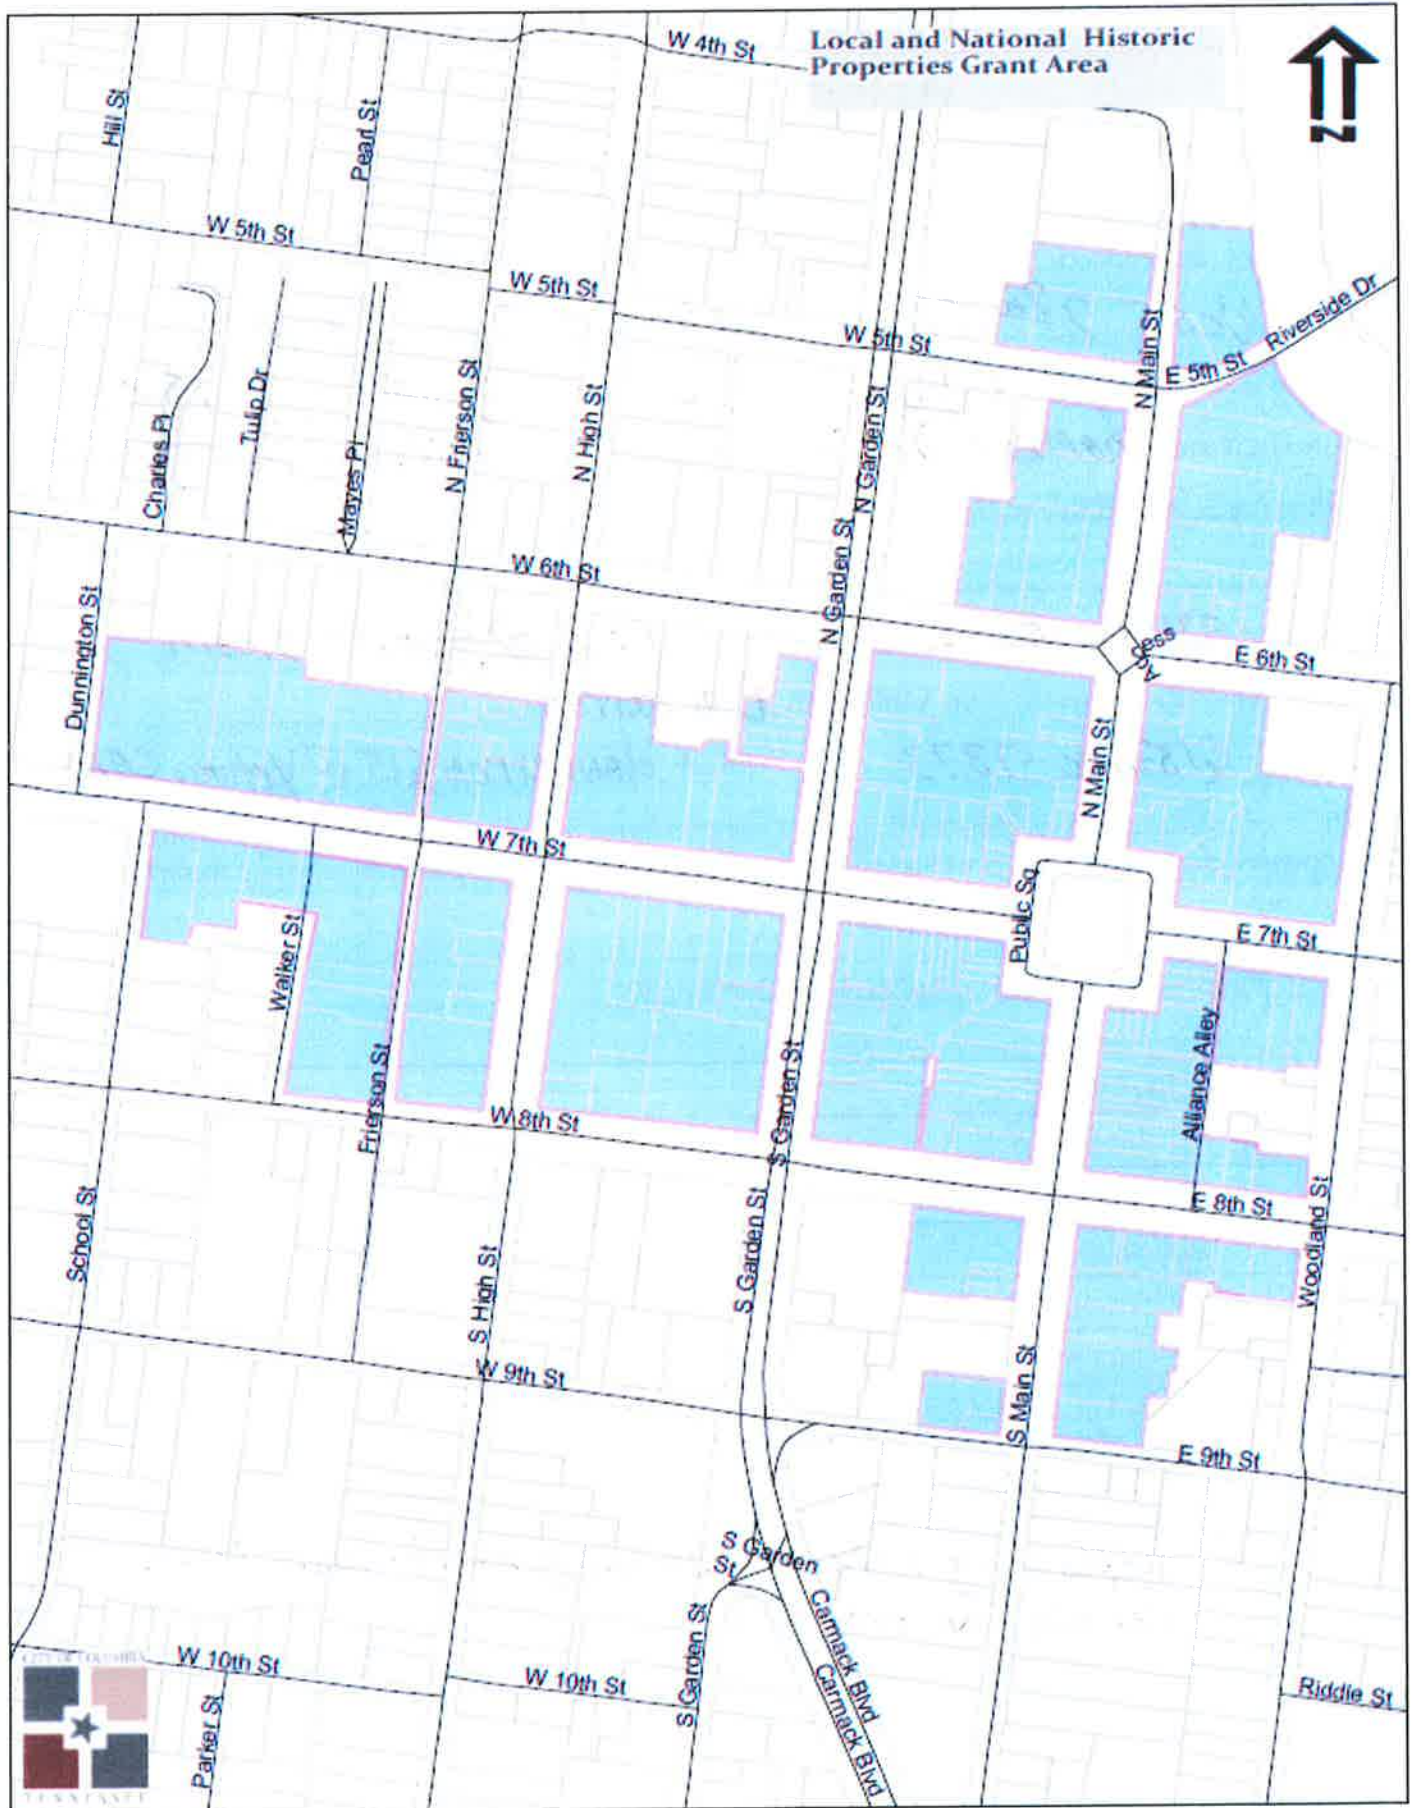 W 4th St
Local and National Historic
Properties Grant Area
N
Hill St
Pearl St
W 5th St
W 5th St
W 5th St
N Main St
E 5th St
Riverside Dr
Charles Pl
Tulip Dr
Mayes Pl
N Frierson St
N High St
N Garden St
N Garden St
W 6th St
Access
E 6th St
Dunnington St
N Main St
W 7th St
Public Sq
E 7th St
Walker St
Frierson St
Alliance Alley
W 8th St
S Garden St
E 8th St
School St
S High St
S Garden St
Woodland St
W 9th St
S Main St
E 9th St
S Garden
St
Carmack Blvd
Carmack Blvd
S Garden St
W 10th St
W 10th St
Riddle St
Parker St
CITY OF COLUMBIA
TENNESSEE